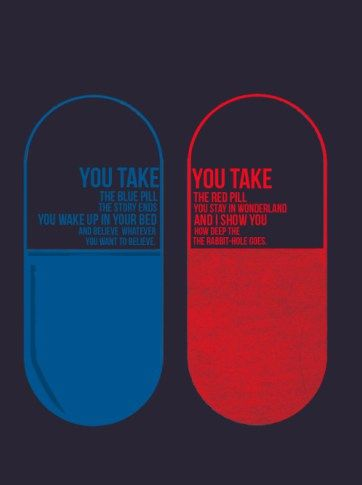 YOU TAKE
THE BLUE PILL
THE STORY ENDS
YOU WAKE UP IN YOUR BED
AND BELIEVE WHATEVER
YOU WANT TO BELIEVE.
YOU TAKE
THE RED PILL
YOU STAY IN WONDERLAND
AND I SHOW YOU
HOW DEEP THE
THE RABBIT-HOLE GOES.